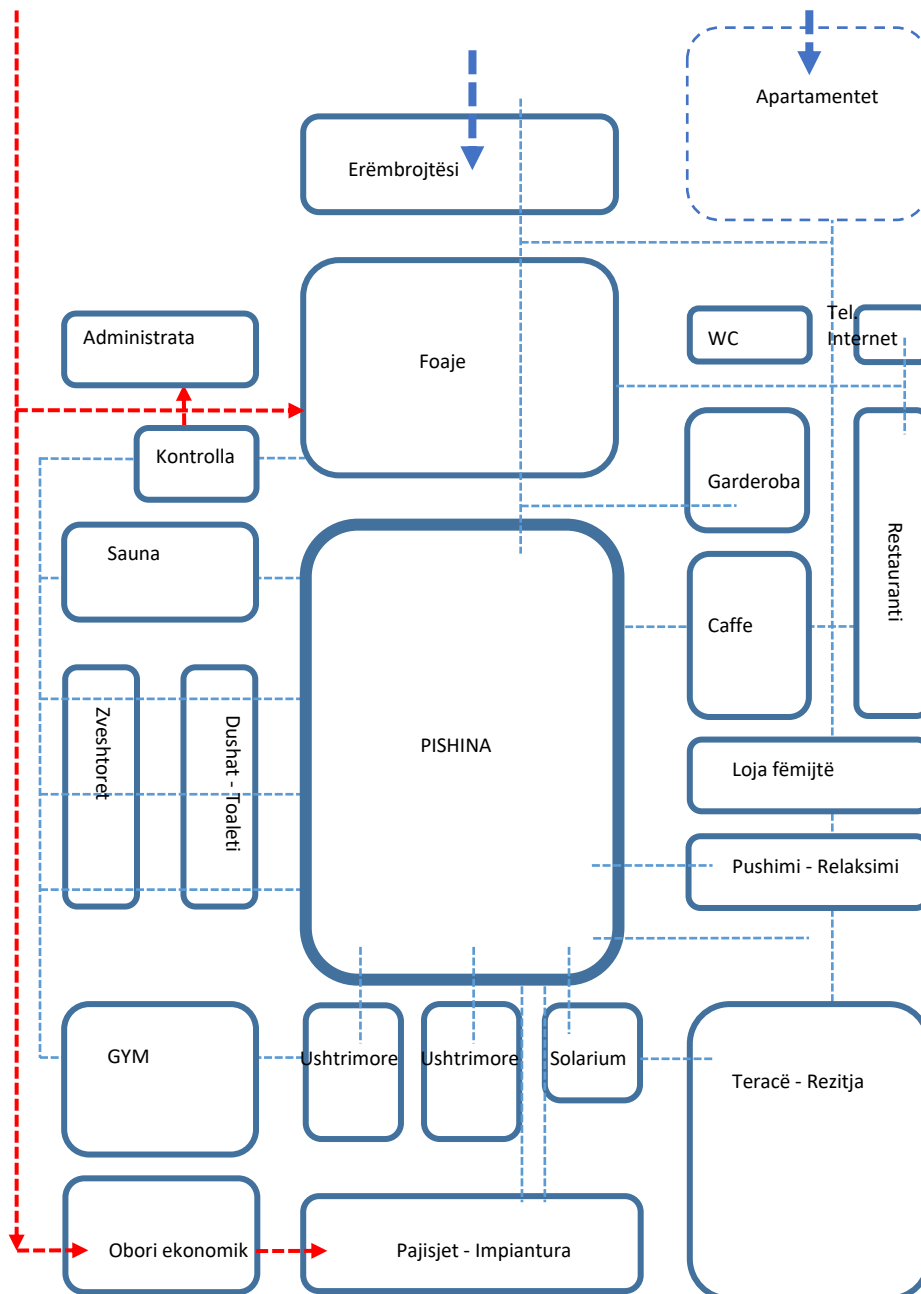 Apartamentet
Erëmbrojtësi
Administrata
Foaje
WC
Tel.
Internet
Kontrolla
Garderoba
Sauna
Restauranti
Caffe
Zveshtoret
Dushat - Toaleti
PISHINA
Loja fëmijtë
Pushimi - Relaksimi
GYM
Ushtrimore
Ushtrimore
Solarium
Teracë - Rezitja
Obori ekonomik
Pajisjet - Impiantura